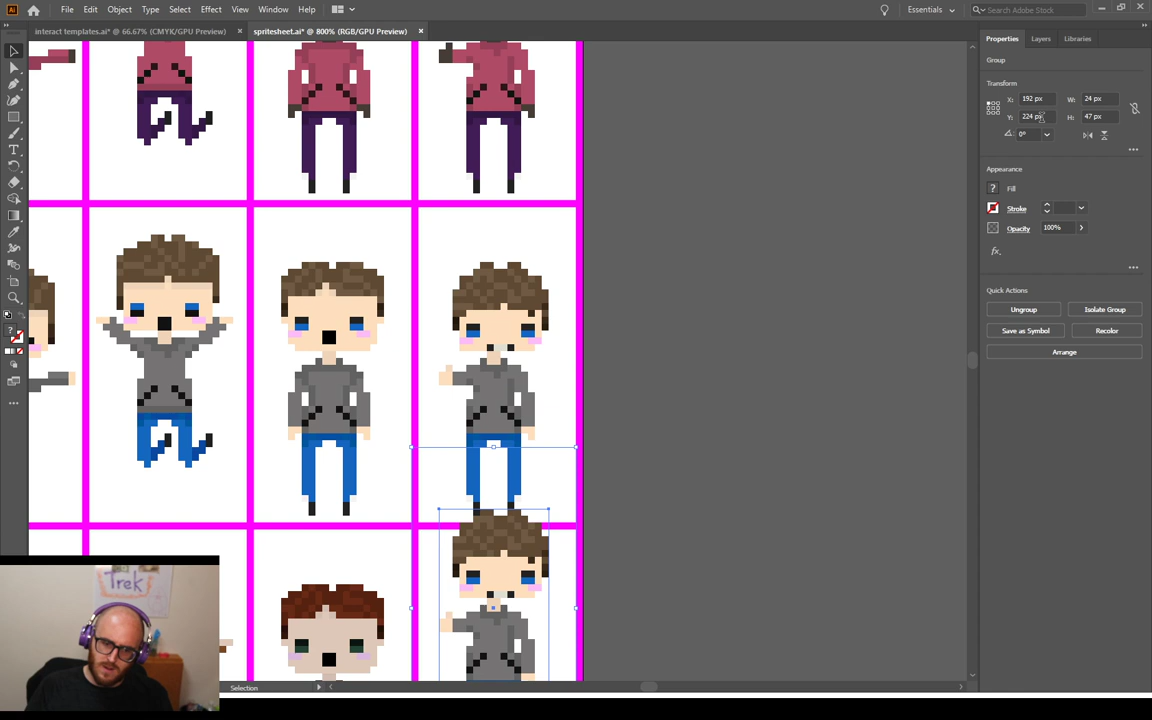 Ai File Edit Object Type Select Effect View Window Help Essentials Search Adobe Stock
interact templates.ai* @ 66.67% (CMYK/GPU Preview) × spritesheet.ai* @ 800% (RGB/GPU Preview) ×
Properties Layers Libraries
Group
Transform
X: 192 px W: 24 px
Y: 224 px H: 47 px
0°
Appearance
? Fill
Stroke
Opacity 100%
fx.
Quick Actions
Ungroup Isolate Group
Save as Symbol Recolor
Arrange
Trek
Selection